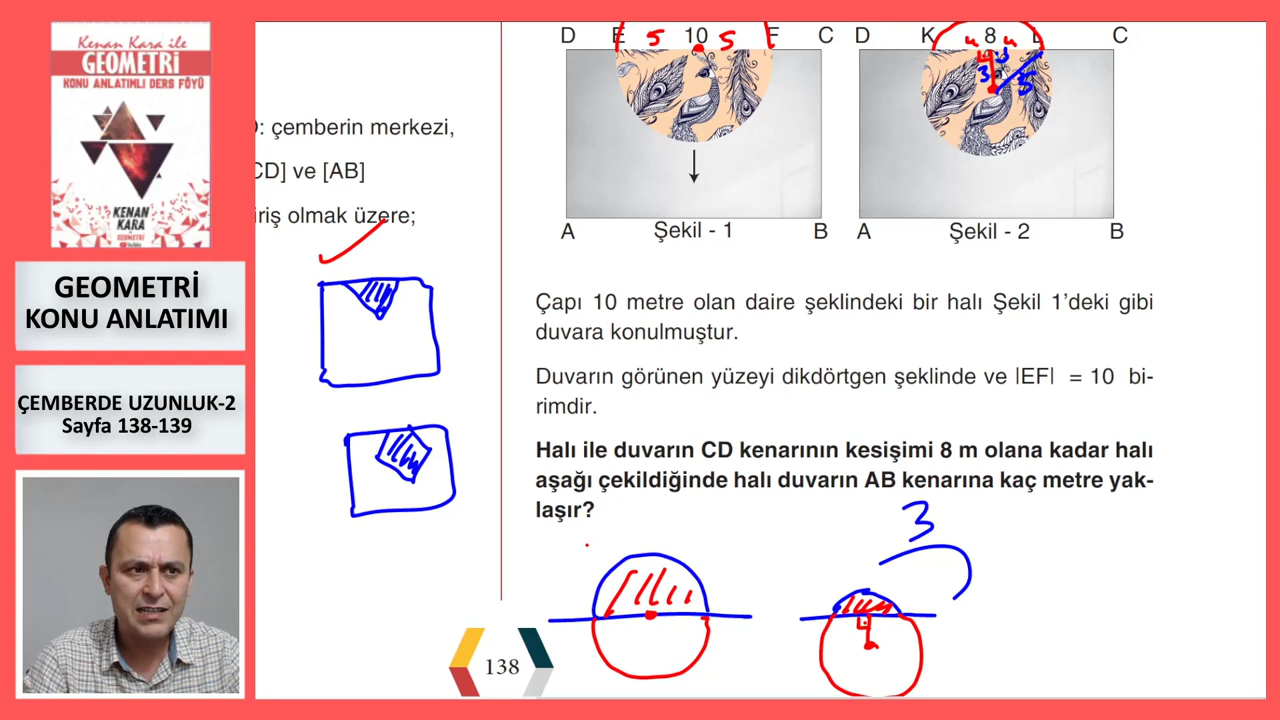 Kenan Kara ile
GEOMETRİ
KONU ANLATIMLI DERS FÖYÜ
KENAN
KARA
GEOMETRİ
GEOMETRİ
KONU ANLATIMI
ÇEMBERDE UZUNLUK-2
Sayfa 138-139
: çemberin merkezi,
CD] ve [AB]
iriş olmak üzere;
D E 10 F C
5 5
A Şekil - 1 B
D K 8 L C
4 4
3 5
A Şekil - 2 B
Çapı 10 metre olan daire şeklindeki bir halı Şekil 1’deki gibi
duvara konulmuştur.
Duvarın görünen yüzeyi dikdörtgen şeklinde ve |EF| = 10 bi-
rimdir.
Halı ile duvarın CD kenarının kesişimi 8 m olana kadar halı
aşağı çekildiğinde halı duvarın AB kenarına kaç metre yak-
laşır?
3
138